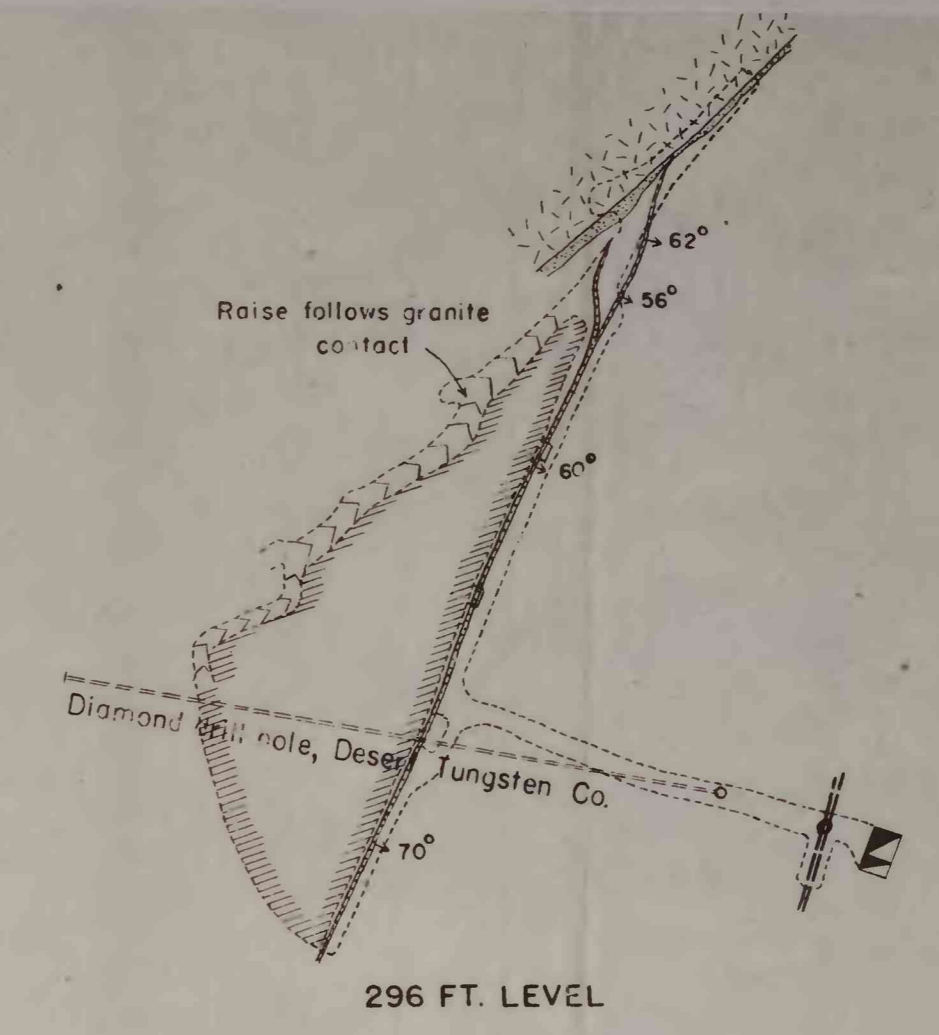 62°
56°
Raise follows granite
contact
60°
Diamond drill hole, Desert Tungsten Co.
70°
296 FT. LEVEL